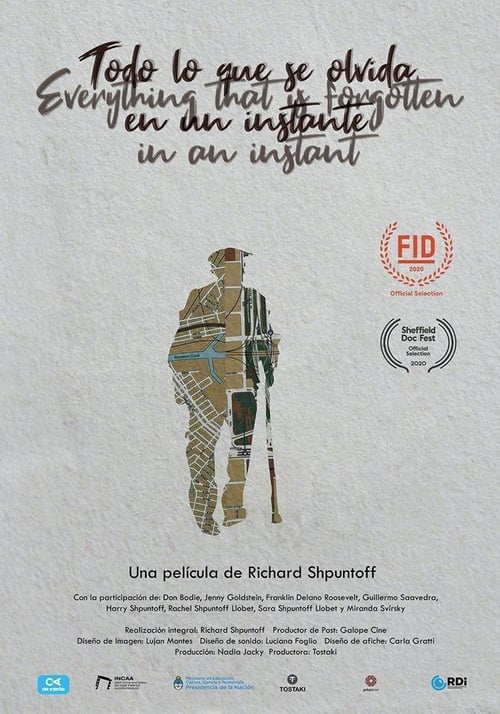 Todo lo que se olvida
Everything that is forgotten
en un instante
in an instant
FID
2020
Official Selection
Sheffield
Doc|Fest
Official
Selection
2020
Una película de Richard Shpuntoff
Con la participación de: Don Bodie, Jenny Goldstein, Franklin Delano Roosevelt, Guillermo Saavedra,
Harry Shpuntoff, Rachel Shpuntoff Llobet, Sara Shpuntoff Llobet y Miranda Svirsky
Realización integral: Richard Shpuntoff Productor de Post: Galope Cine
Diseño de Imagen: Lujan Montes Diseño de sonido: Luciana Foglio Diseño de afiche: Carla Gratti
Producción: Nadia Jacky Productora: Tostaki
INCAA
Presidencia de la Nación
TOSTAKI
RDi